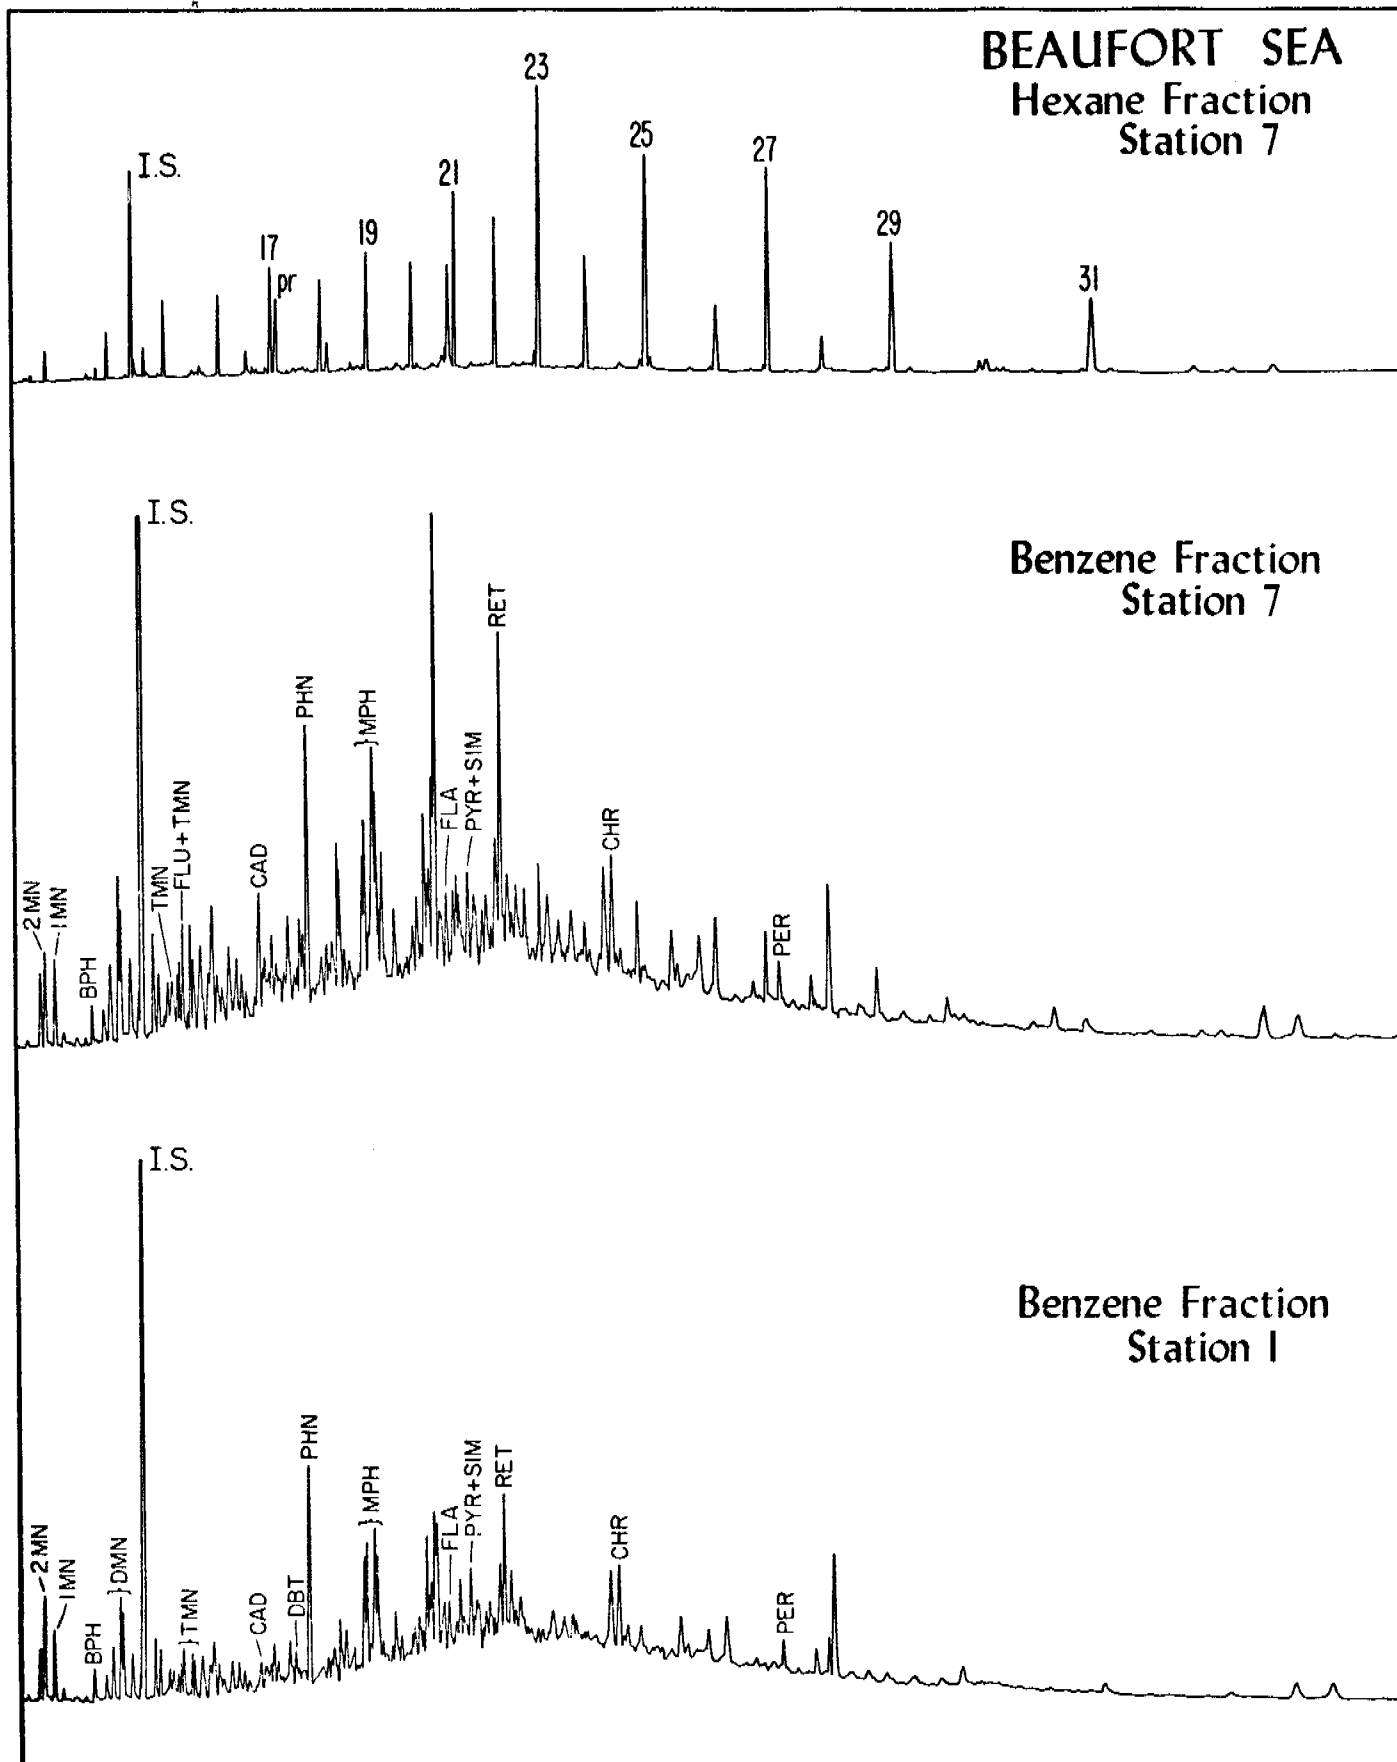 BEAUFORT SEA
Hexane Fraction
Station 7
I.S.
17
pr
19
21
23
25
27
29
31
Benzene Fraction
Station 7
2MN
1MN
BPH
I.S.
TMN
FLU+TMN
CAD
PHN
}MPH
FLA
PYR+SIM
RET
CHR
PER
Benzene Fraction
Station 1
2MN
1MN
BPH
}DMN
I.S.
}TMN
CAD
DBT
PHN
}MPH
FLA
PYR+SIM
RET
CHR
PER